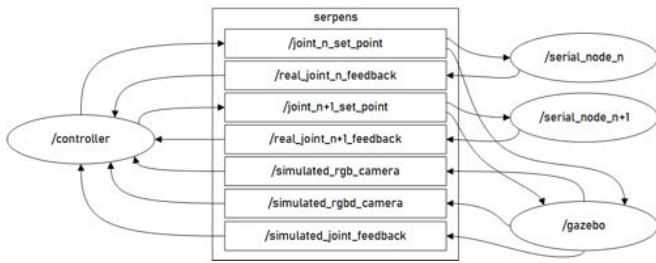 serpens
/joint_n_set_point
/serial_node_n
/real_joint_n_feedback
/joint_n+1_set_point
/serial_node_n+1
/controller
/real_joint_n+1_feedback
/simulated_rgb_camera
/simulated_rgbd_camera
/gazebo
/simulated_joint_feedback